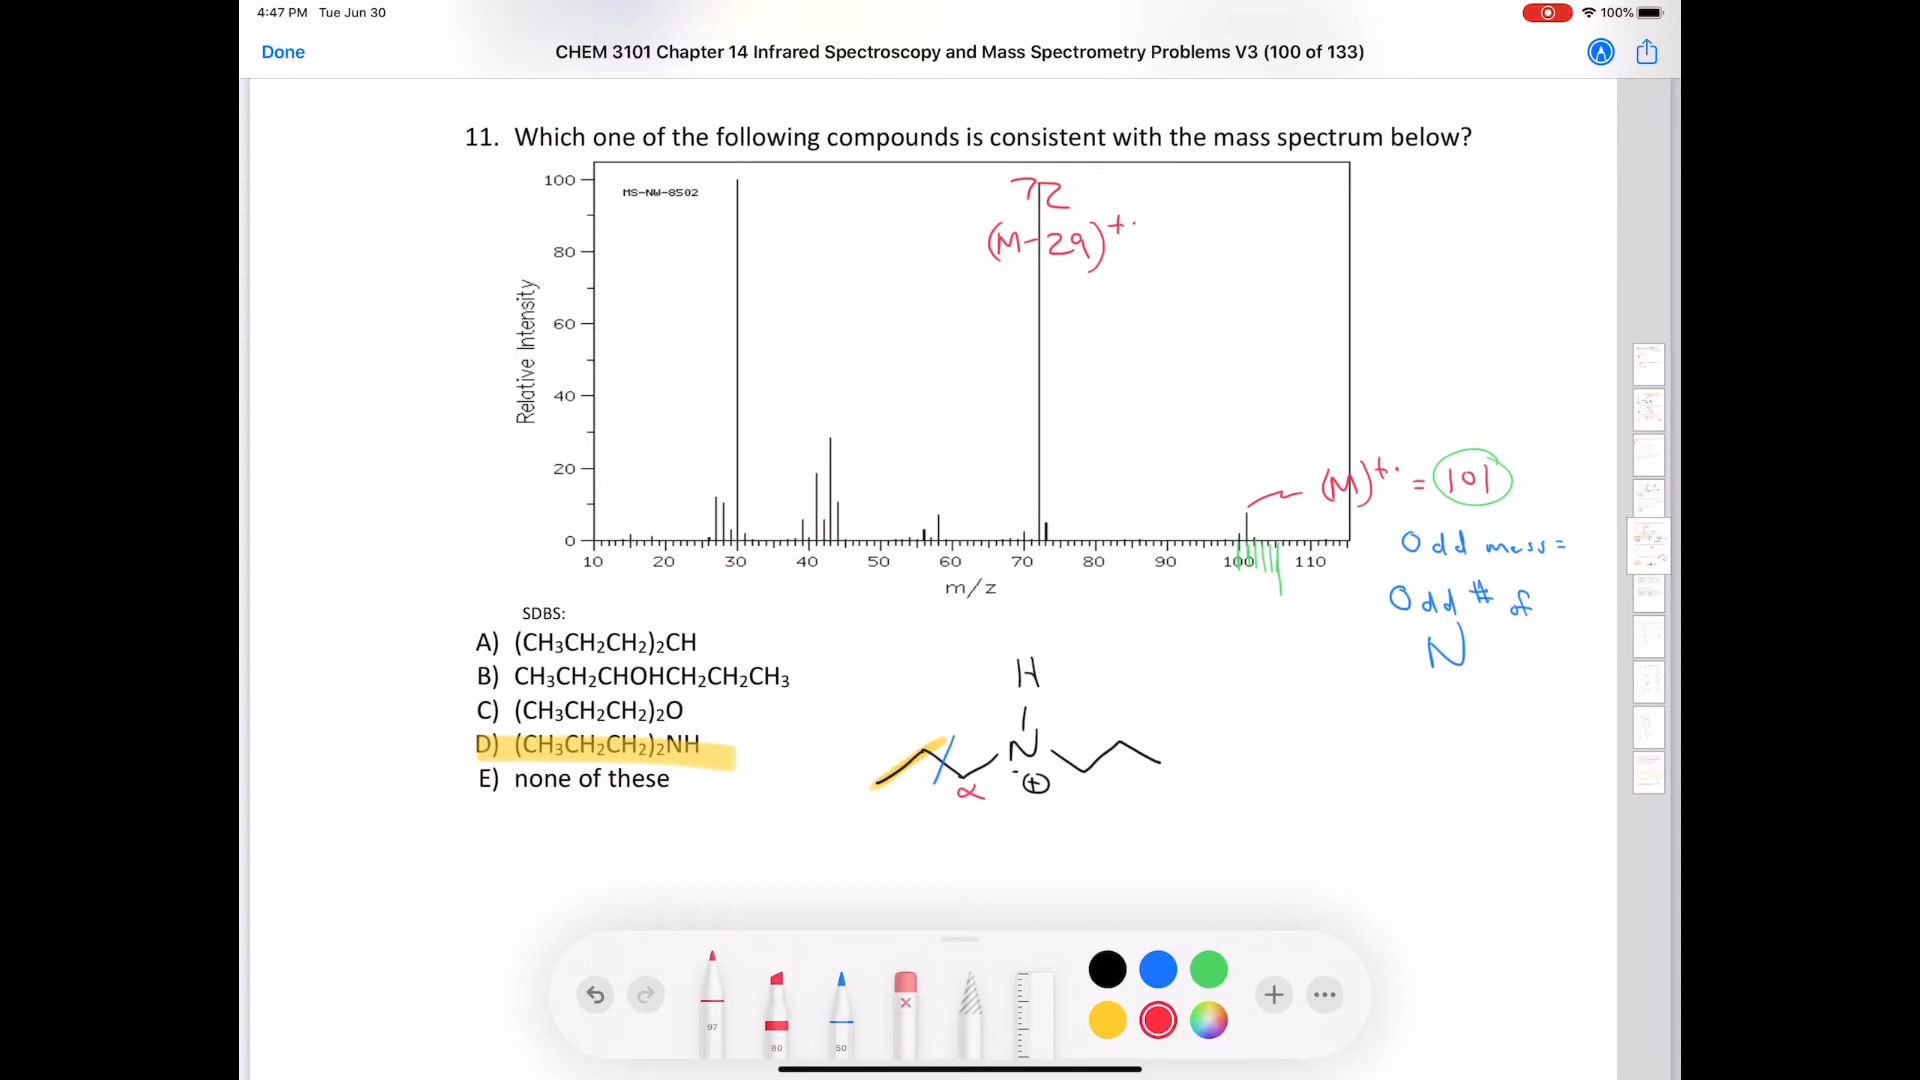 4:47 PM Tue Jun 30
100%
Done
CHEM 3101 Chapter 14 Infrared Spectroscopy and Mass Spectrometry Problems V3 (100 of 133)
11. Which one of the following compounds is consistent with the mass spectrum below?
MS-NW-8502
100
80
60
40
20
0
Relative Intensity
10 20 30 40 50 60 70 80 90 100 110
m/z
72
(M-29)⁺·
(M)⁺· = 101
Odd mass =
Odd # of
N
SDBS:
A) (CH₃CH₂CH₂)₂CH
B) CH₃CH₂CHOHCH₂CH₂CH₃
C) (CH₃CH₂CH₂)₂O
D) (CH₃CH₂CH₂)₂NH
E) none of these
H
N
·⊕
α
97
80
50